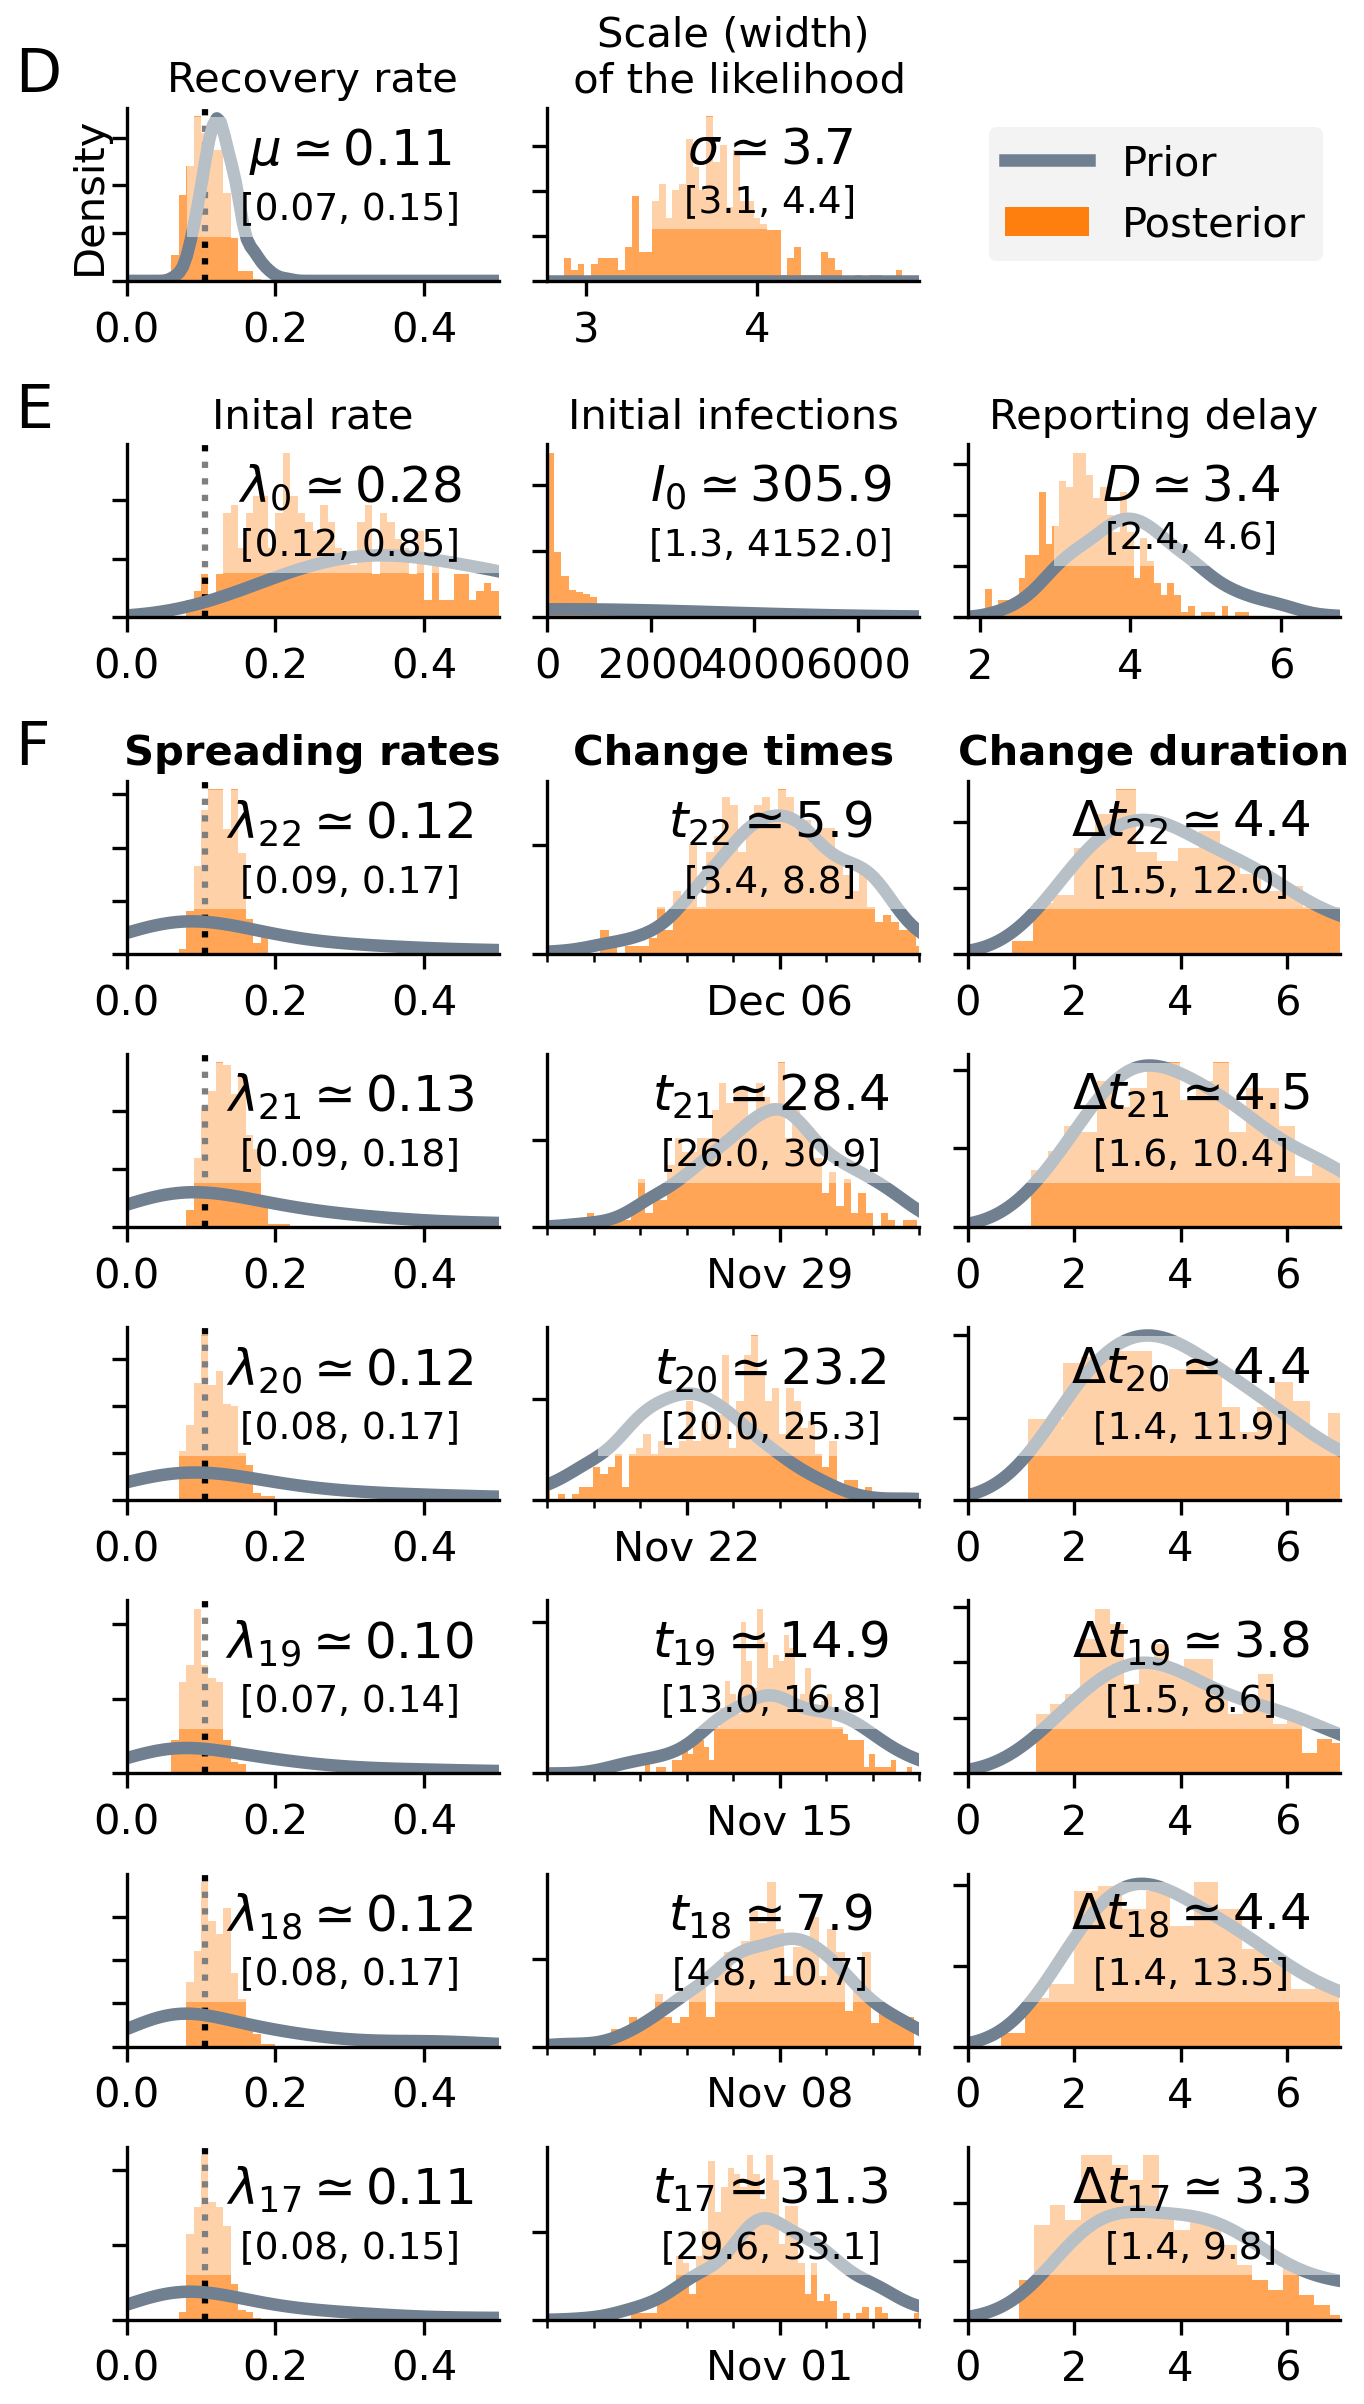 D
Recovery rate
Scale (width)
of the likelihood
Density
μ ≃ 0.11
[0.07, 0.15]
σ ≃ 3.7
[3.1, 4.4]
Prior
Posterior
0.0 0.2 0.4
3 4
E
Inital rate
Initial infections
Reporting delay
λ0 ≃ 0.28
[0.12, 0.85]
I0 ≃ 305.9
[1.3, 4152.0]
D ≃ 3.4
[2.4, 4.6]
0.0 0.2 0.4
0 2000 4000 6000
2 4 6
F
Spreading rates
Change times
Change duration
λ22 ≃ 0.12
[0.09, 0.17]
t22 ≃ 5.9
[3.4, 8.8]
Δt22 ≃ 4.4
[1.5, 12.0]
0.0 0.2 0.4
Dec 06
0 2 4 6
λ21 ≃ 0.13
[0.09, 0.18]
t21 ≃ 28.4
[26.0, 30.9]
Δt21 ≃ 4.5
[1.6, 10.4]
0.0 0.2 0.4
Nov 29
0 2 4 6
λ20 ≃ 0.12
[0.08, 0.17]
t20 ≃ 23.2
[20.0, 25.3]
Δt20 ≃ 4.4
[1.4, 11.9]
0.0 0.2 0.4
Nov 22
0 2 4 6
λ19 ≃ 0.10
[0.07, 0.14]
t19 ≃ 14.9
[13.0, 16.8]
Δt19 ≃ 3.8
[1.5, 8.6]
0.0 0.2 0.4
Nov 15
0 2 4 6
λ18 ≃ 0.12
[0.08, 0.17]
t18 ≃ 7.9
[4.8, 10.7]
Δt18 ≃ 4.4
[1.4, 13.5]
0.0 0.2 0.4
Nov 08
0 2 4 6
λ17 ≃ 0.11
[0.08, 0.15]
t17 ≃ 31.3
[29.6, 33.1]
Δt17 ≃ 3.3
[1.4, 9.8]
0.0 0.2 0.4
Nov 01
0 2 4 6